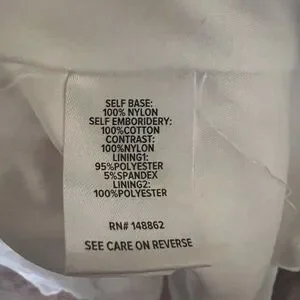 SELF BASE:
100% NYLON
SELF EMBORIDERY:
100%COTTON
CONTRAST:
100%NYLON
LINING1:
95%POLYESTER
5%SPANDEX
LINING2:
100%POLYESTER
RN# 148862
SEE CARE ON REVERSE